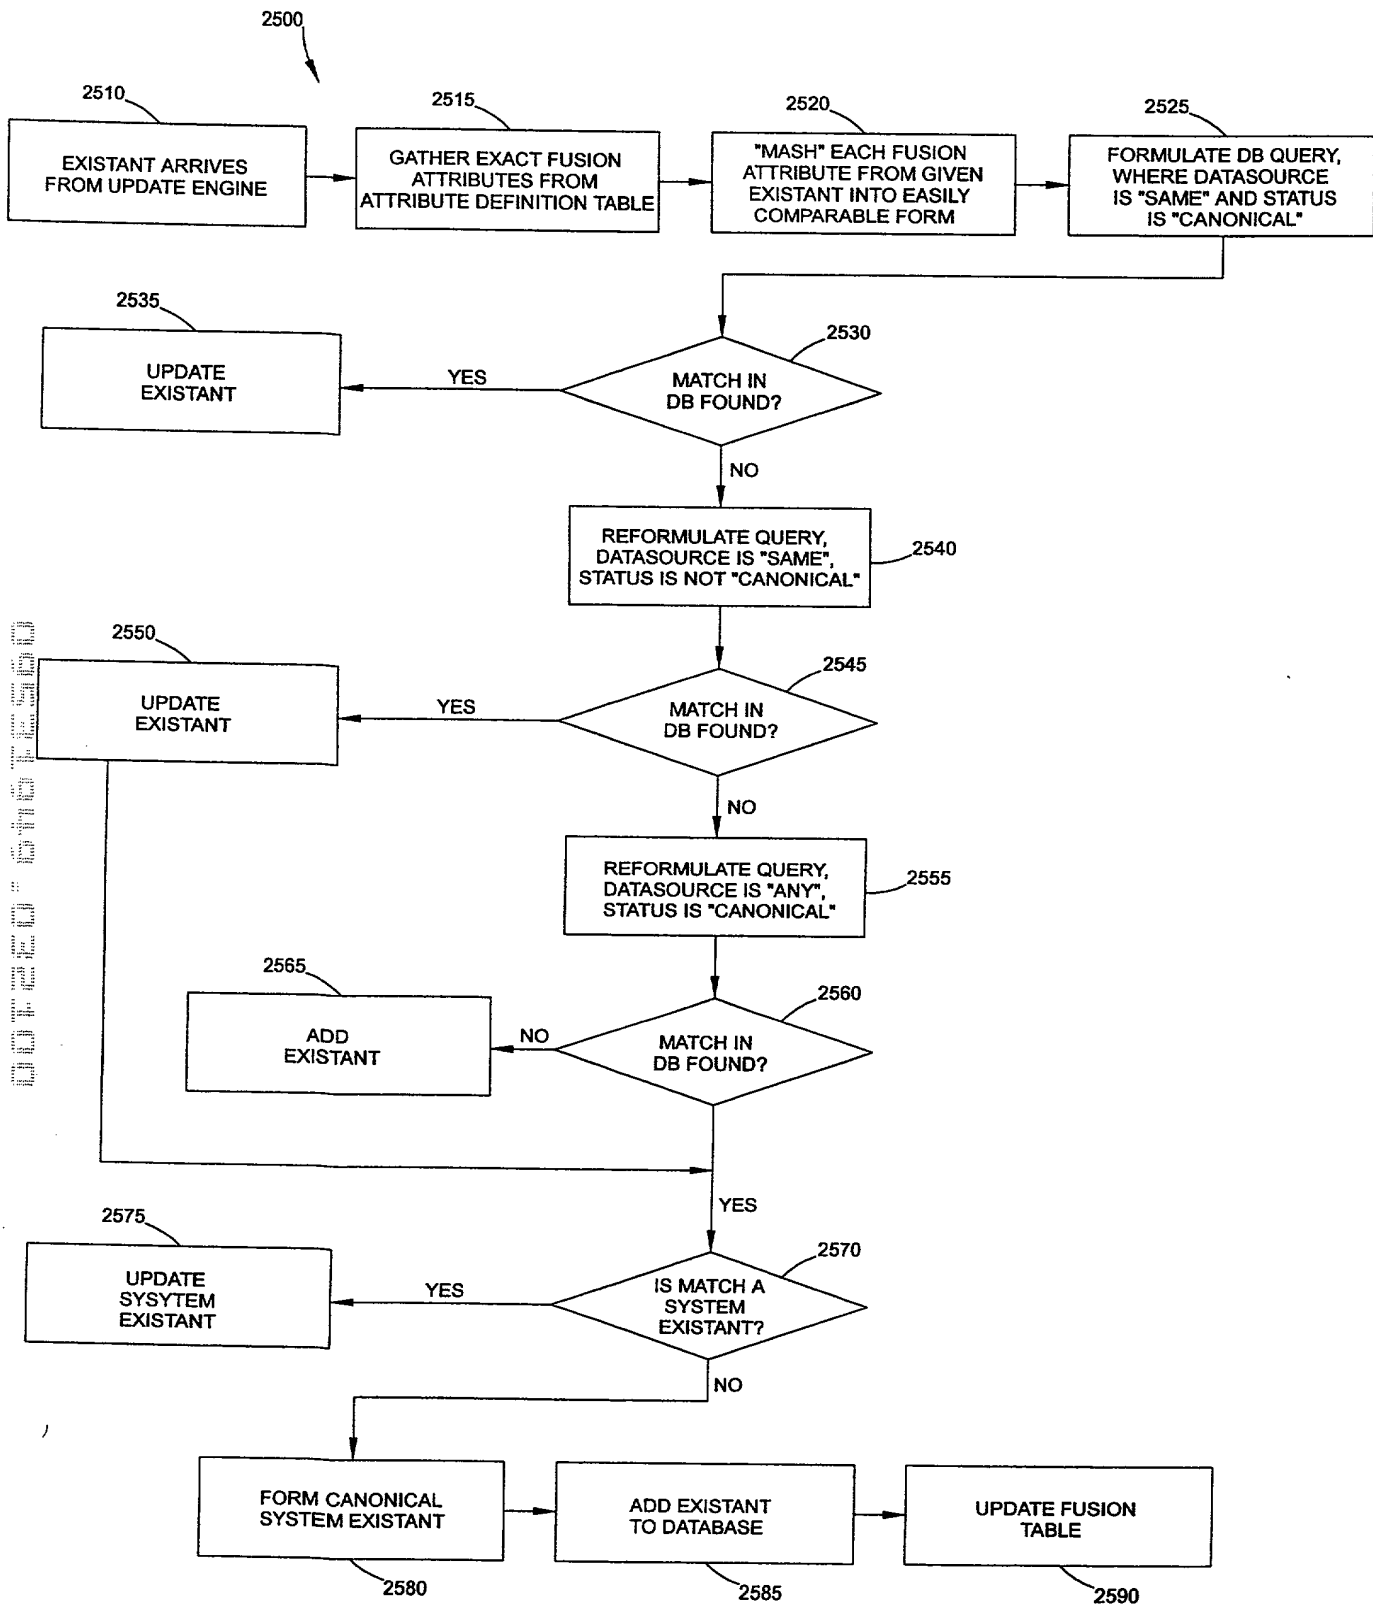 2500
2510
EXISTANT ARRIVES
FROM UPDATE ENGINE
2515
GATHER EXACT FUSION
ATTRIBUTES FROM
ATTRIBUTE DEFINITION TABLE
2520
"MASH" EACH FUSION
ATTRIBUTE FROM GIVEN
EXISTANT INTO EASILY
COMPARABLE FORM
2525
FORMULATE DB QUERY,
WHERE DATASOURCE
IS "SAME" AND STATUS
IS "CANONICAL"
2535
UPDATE
EXISTANT
YES
2530
MATCH IN
DB FOUND?
NO
REFORMULATE QUERY,
DATASOURCE IS "SAME",
STATUS IS NOT "CANONICAL"
2540
2550
UPDATE
EXISTANT
YES
2545
MATCH IN
DB FOUND?
NO
REFORMULATE QUERY,
DATASOURCE IS "ANY",
STATUS IS "CANONICAL"
2555
2565
ADD
EXISTANT
NO
2560
MATCH IN
DB FOUND?
YES
2575
UPDATE
SYSYTEM
EXISTANT
YES
2570
IS MATCH A
SYSTEM
EXISTANT?
NO
FORM CANONICAL
SYSTEM EXISTANT
2580
ADD EXISTANT
TO DATABASE
2585
UPDATE FUSION
TABLE
2590